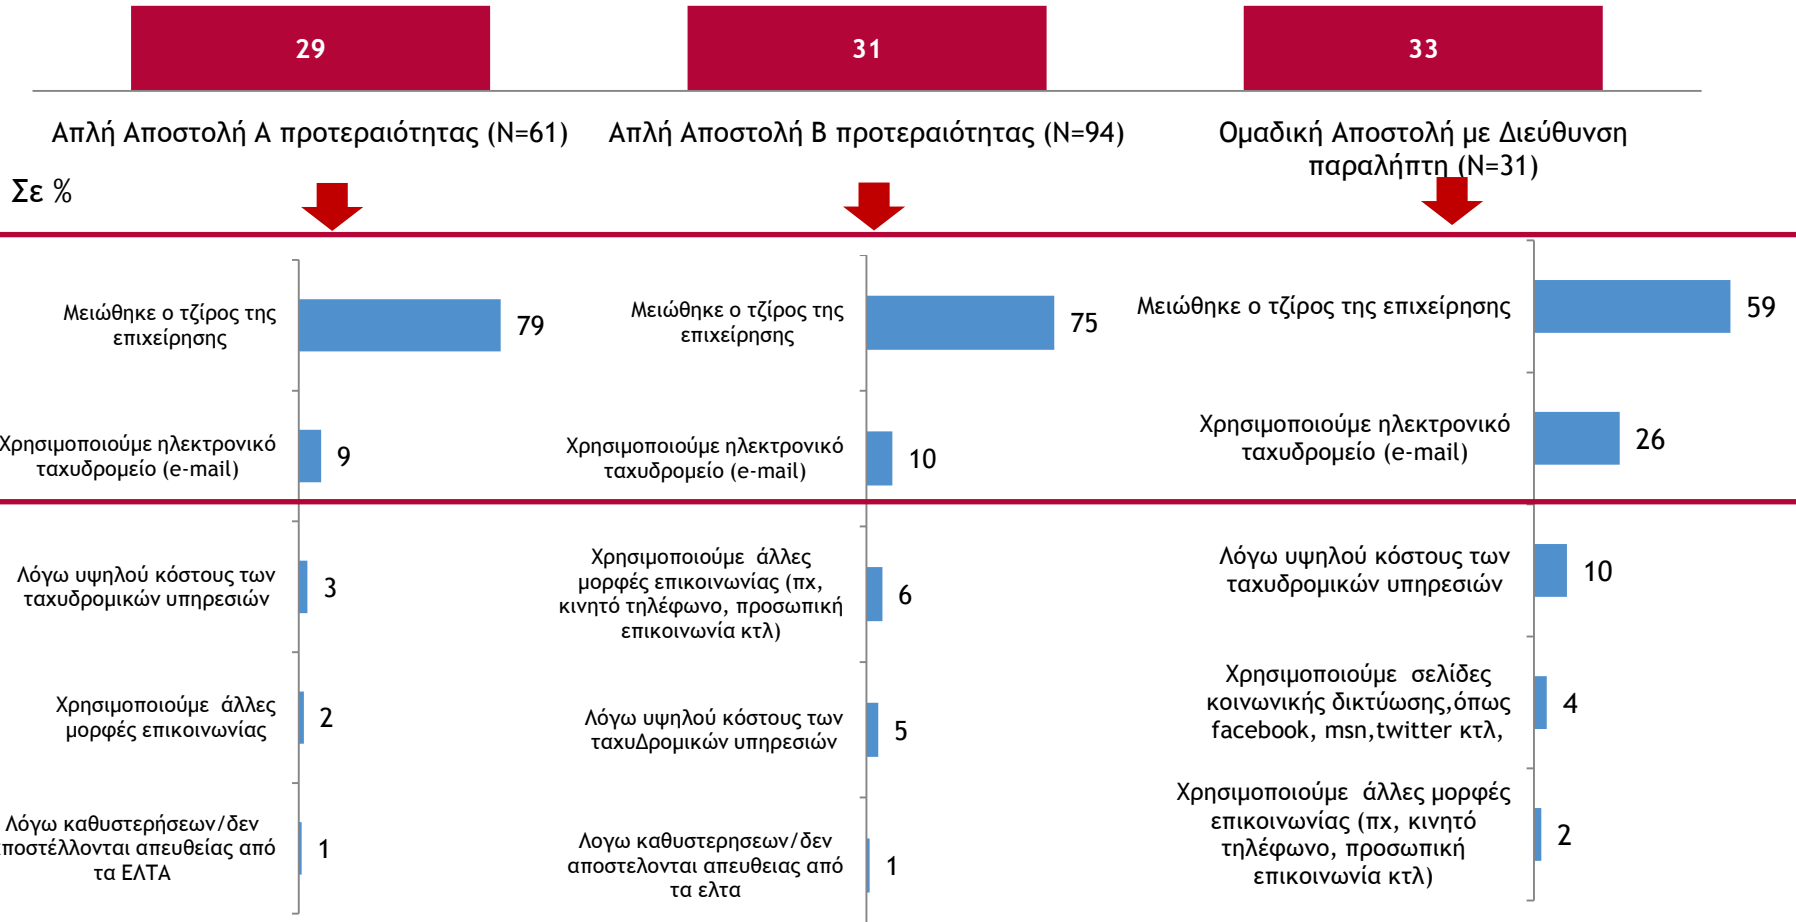 29
31
33
Απλή Αποστολή Α προτεραιότητας (N=61)
Απλή Αποστολή Β προτεραιότητας (N=94)
Ομαδική Αποστολή με Διεύθυνση
παραλήπτη (N=31)
Σε %
Μειώθηκε ο τζίρος της
επιχείρησης
79
Χρησιμοποιούμε ηλεκτρονικό
ταχυδρομείο (e-mail)
9
Λόγω υψηλού κόστους των
ταχυδρομικών υπηρεσιών
3
Χρησιμοποιούμε  άλλες
μορφές επικοινωνίας
2
Λόγω καθυστερήσεων/δεν
ποστέλλονται απευθείας από
τα ΕΛΤΑ
1
Μειώθηκε ο τζίρος της
επιχείρησης
75
Χρησιμοποιούμε ηλεκτρονικό
ταχυδρομείο (e-mail)
10
Χρησιμοποιούμε  άλλες
μορφές επικοινωνίας (πχ,
κινητό τηλέφωνο, προσωπική
επικοινωνία κτλ)
6
Λόγω υψηλού κόστους των
ταχυΔρομικών υπηρεσιών
5
Λογω καθυστερησεων/δεν
αποστελονται απευθειας από
τα ελτα
1
Μειώθηκε ο τζίρος της επιχείρησης
59
Χρησιμοποιούμε ηλεκτρονικό
ταχυδρομείο (e-mail)
26
Λόγω υψηλού κόστους των
ταχυδρομικών υπηρεσιών
10
Χρησιμοποιούμε  σελίδες
κοινωνικής δικτύωσης,όπως
facebook, msn,twitter κτλ,
4
Χρησιμοποιούμε  άλλες μορφές
επικοινωνίας (πχ, κινητό
τηλέφωνο, προσωπική
επικοινωνία κτλ)
2